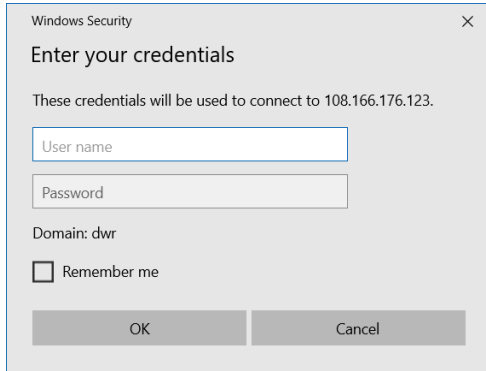 Windows Security
Enter your credentials
These credentials will be used to connect to 108.166.176.123.
User name
Password
Domain: dwr
Remember me
OK Cancel